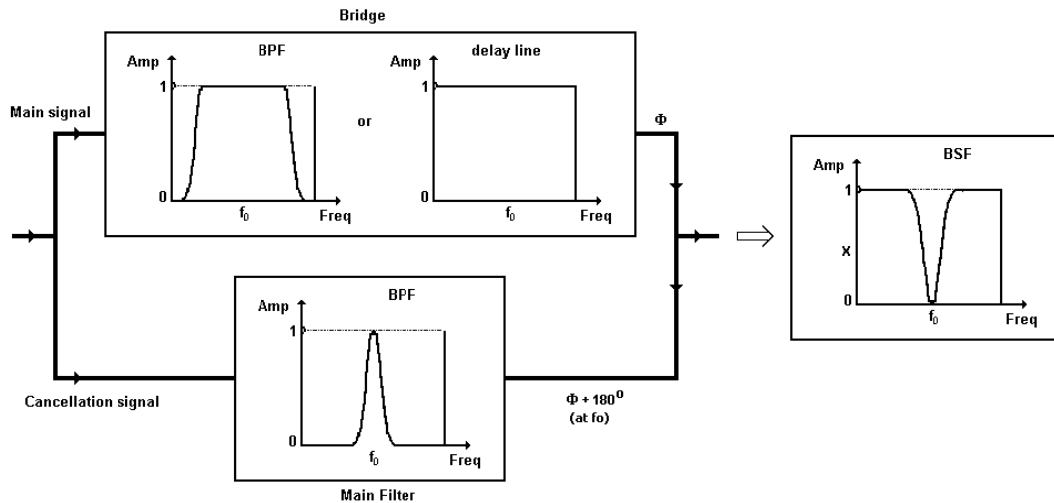 Bridge
BPF
delay line
Amp
Amp
1
1
Main signal
or
Φ
0
0
f₀
Freq
f₀
Freq
BSF
Amp
1
X
0
f₀
Freq
BPF
Amp
1
Cancellation signal
Φ + 180⁰
(at fo)
0
f₀
Freq
Main Filter